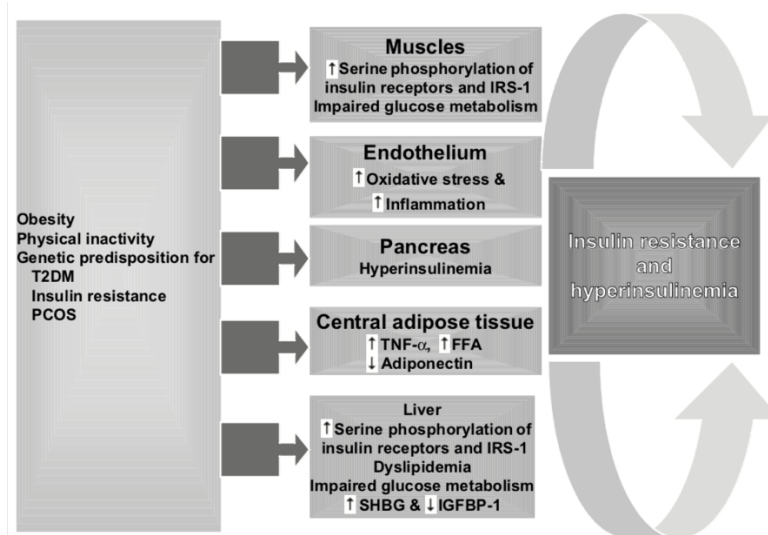 Obesity
Physical inactivity
Genetic predisposition for
T2DM
Insulin resistance
PCOS
Muscles
↑Serine phosphorylation of
insulin receptors and IRS-1
Impaired glucose metabolism
Endothelium
↑Oxidative stress &
↑Inflammation
Pancreas
Hyperinsulinemia
Central adipose tissue
↑TNF-α, ↑FFA
↓Adiponectin
Liver
↑Serine phosphorylation of
insulin receptors and IRS-1
Dyslipidemia
Impaired glucose metabolism
↑SHBG & ↓IGFBP-1
Insulin resistance
and
hyperinsulinemia